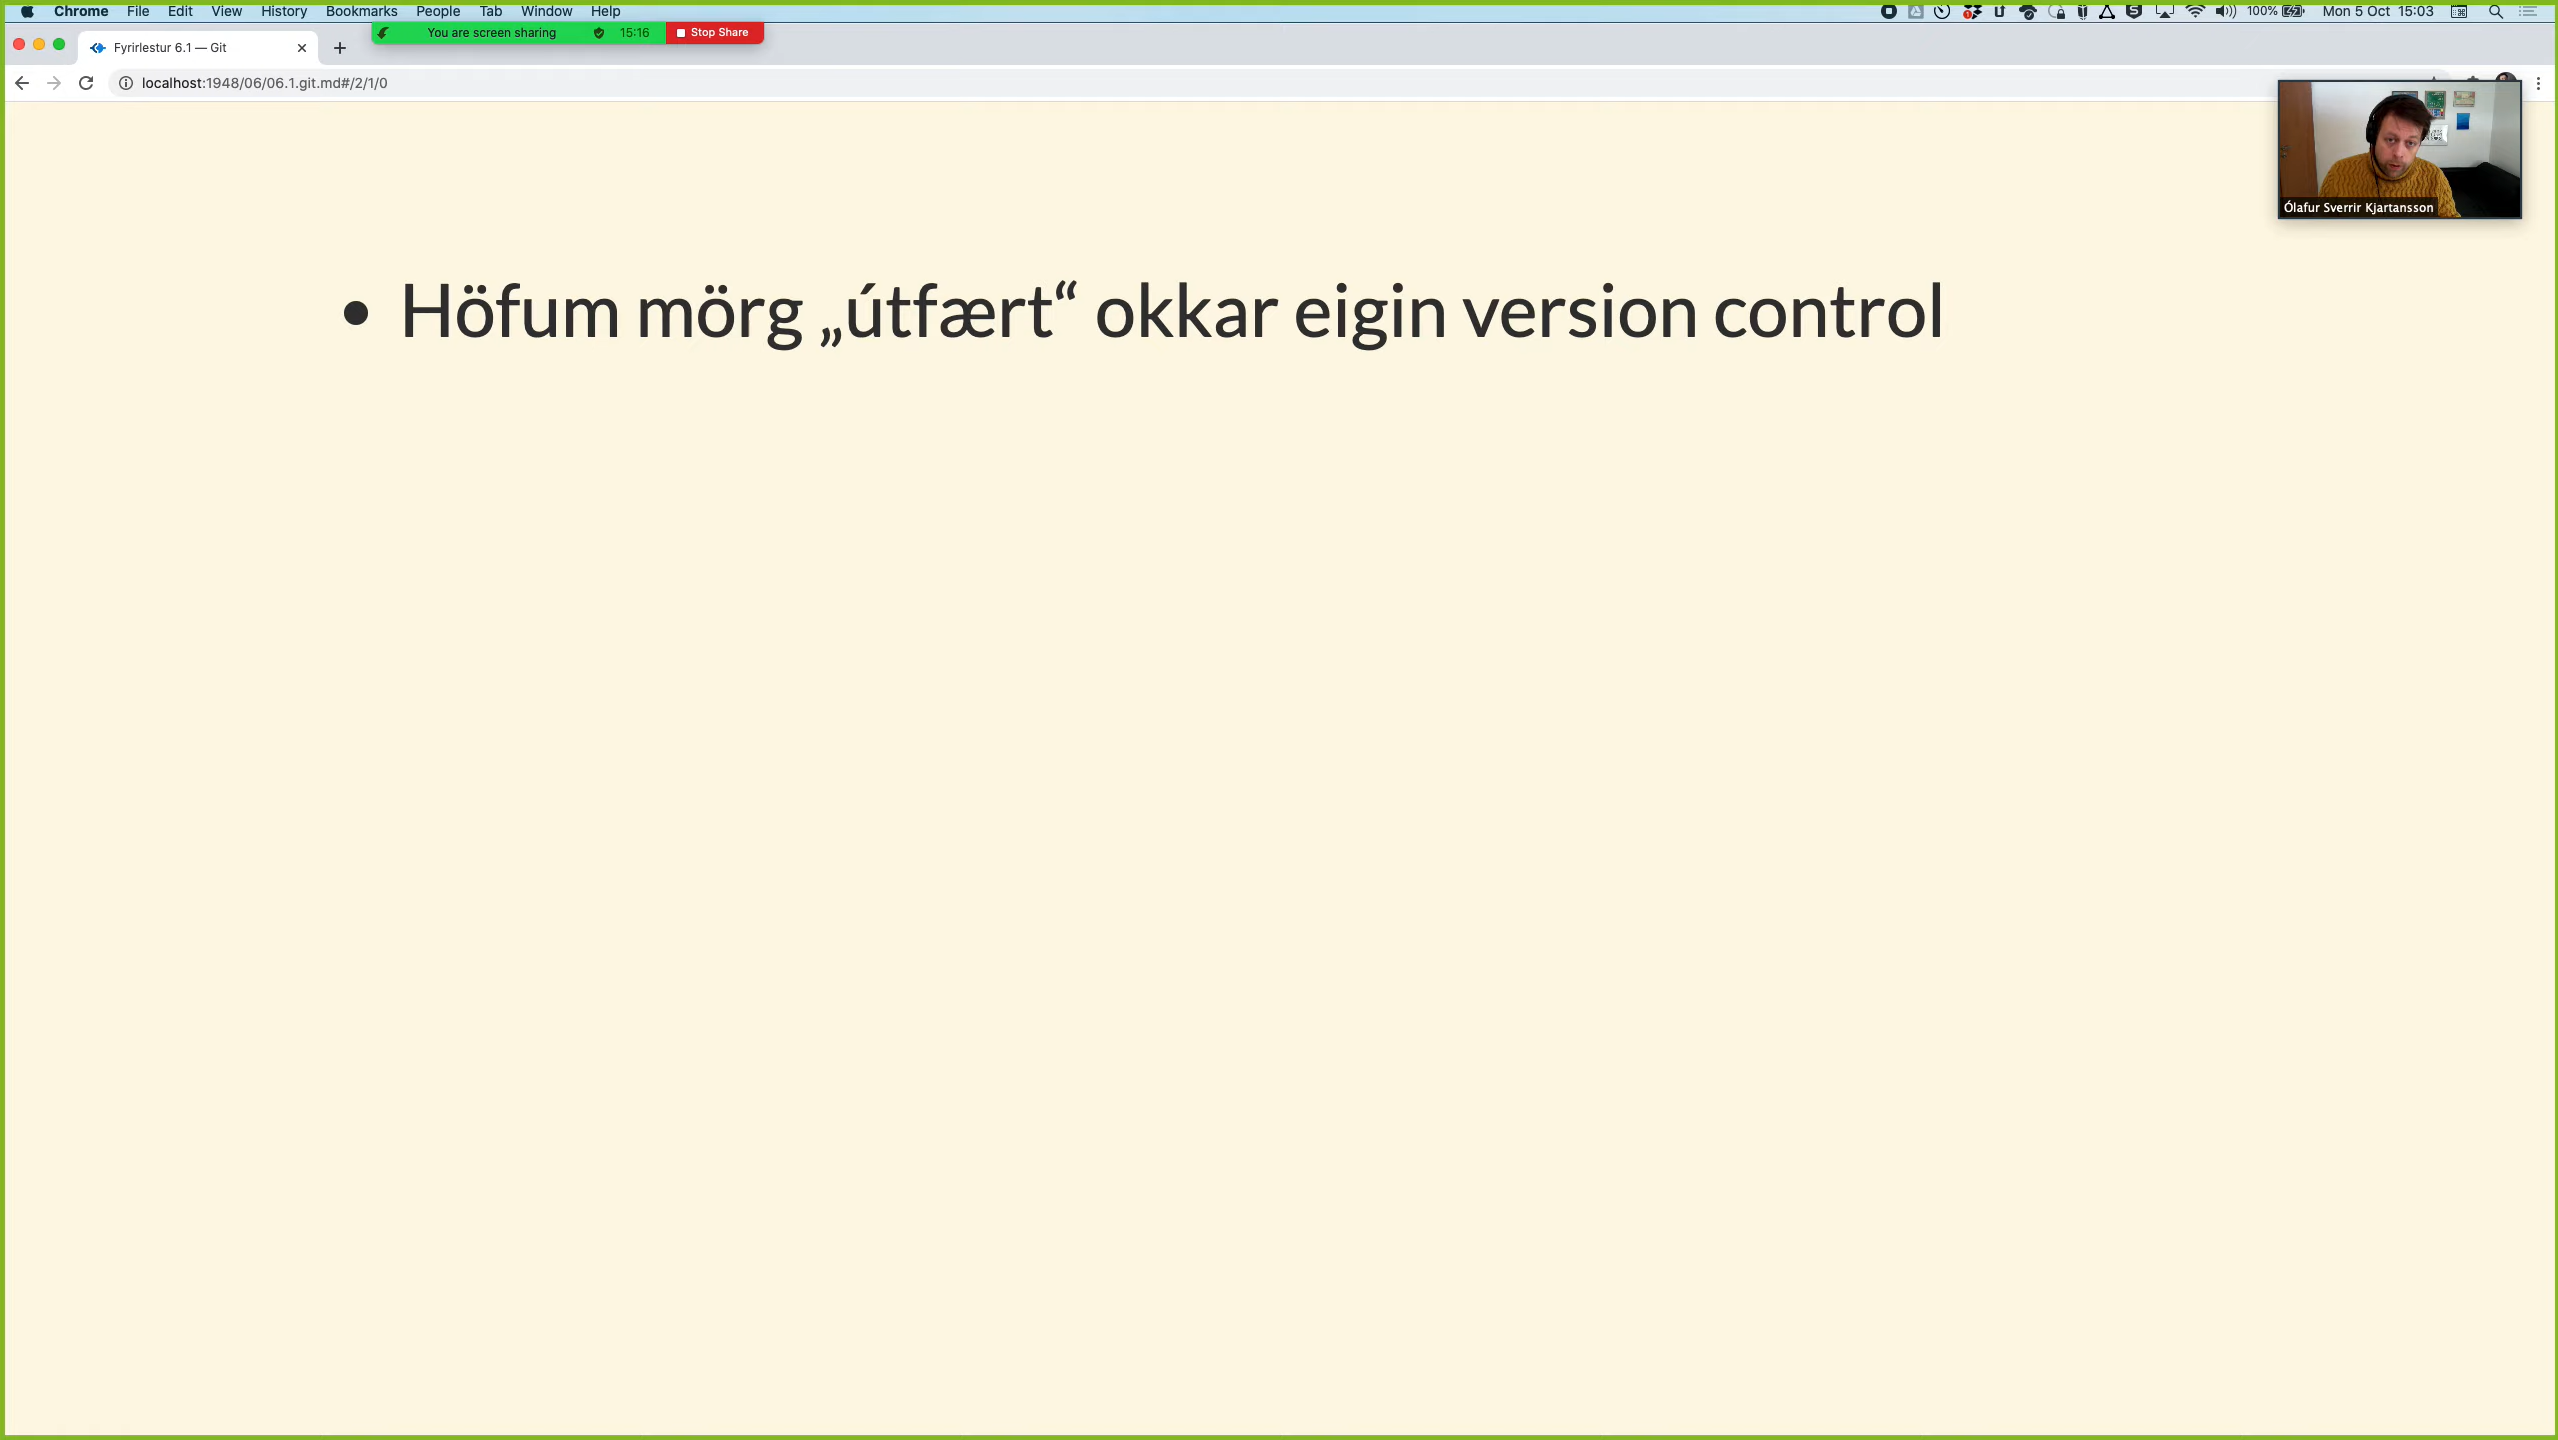 Chrome File Edit View History Bookmarks People Tab Window Help 100% Mon 5 Oct 15:03
You are screen sharing 15:16 Stop Share
Fyrirlestur 6.1 — Git
localhost:1948/06/06.1.git.md#/2/1/0
Ólafur Sverrir Kjartansson
• Höfum mörg „útfært“ okkar eigin version control